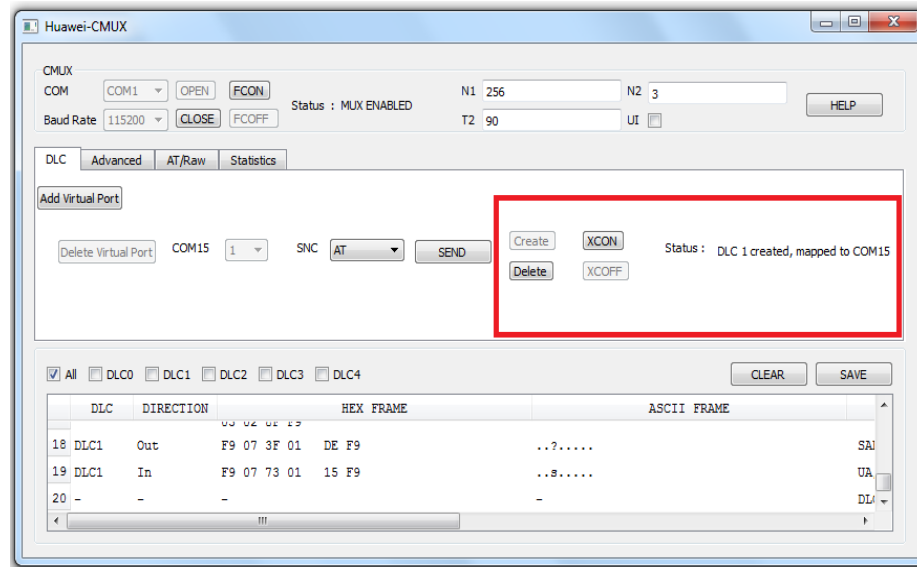 Huawei-CMUX
CMUX
COM COM1 OPEN FCON Status : MUX ENABLED N1 256 N2 3 HELP
Baud Rate 115200 CLOSE FCOFF T2 90 UI
DLC Advanced AT/Raw Statistics
Add Virtual Port
Delete Virtual Port COM15 1 SNC AT SEND Create XCON Status : DLC 1 created, mapped to COM15
Delete XCOFF
All DLC0 DLC1 DLC2 DLC3 DLC4 CLEAR SAVE
DLC DIRECTION HEX FRAME ASCII FRAME
18 DLC1 Out F9 07 3F 01 DE F9 ..?.....
19 DLC1 In F9 07 73 01 15 F9 ..s..... UA
20 - - - -